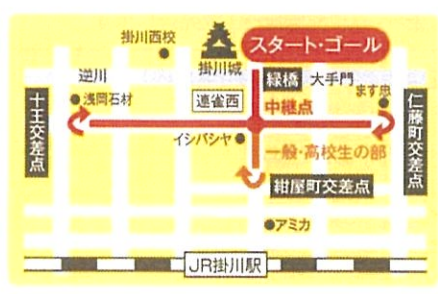 掛川西校
スタート・ゴール
掛川城
逆川
緑橋
大手門
ます忠
浅岡石材
連雀西
中継点
十王交差点
仁藤町交差点
イシバシヤ
一般・高校生の部
紺屋町交差点
アミカ
JR掛川駅